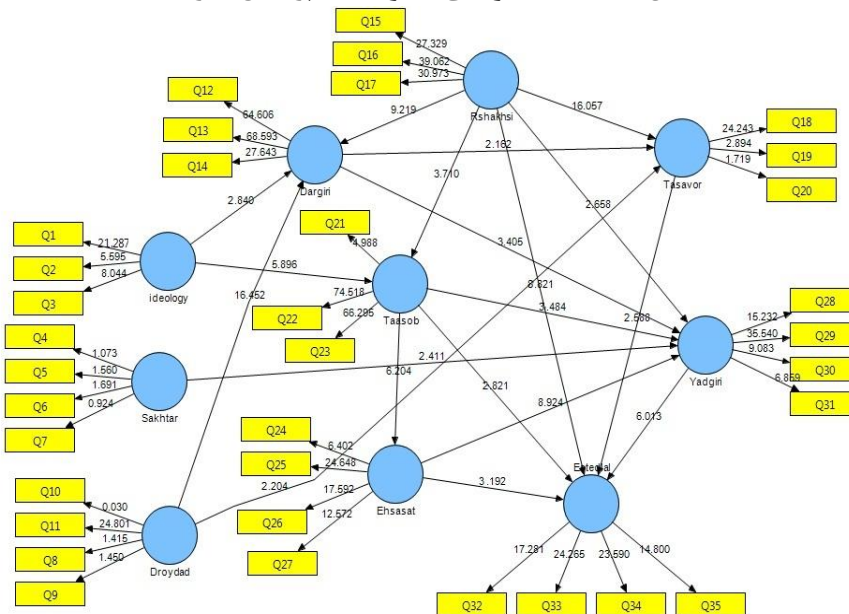 Q15
27.329
Q16
39.062
Q17
30.973
Rshakhsi
Q12
64.606
Q13
68.593
Q14
27.643
Dargiri
9.219
16.057
2.162
Q18
24.243
Q19
2.894
Q20
1.719
Tasavor
3.710
2.658
2.840
3.405
Q21
4.988
Q22
74.518
Q23
66.295
Taasob
Q1
21.287
Q2
5.595
Q3
8.044
ideology
5.896
16.452
8.821
3.484
2.588
Q28
15.232
Q29
35.540
Q30
9.083
Q31
6.859
Yadgiri
Q4
1.073
Q5
1.560
Q6
1.691
Q7
0.924
Sakhtar
2.411
6.204
2.821
8.924
6.013
Q24
6.402
Q25
24.648
Q26
17.592
Q27
12.572
Ehsasat
3.192
2.204
Q10
0.030
Q11
24.801
Q8
1.415
Q9
1.450
Droydad
17.281
24.265
23.590
14.800
Q32
Q33
Q34
Q35